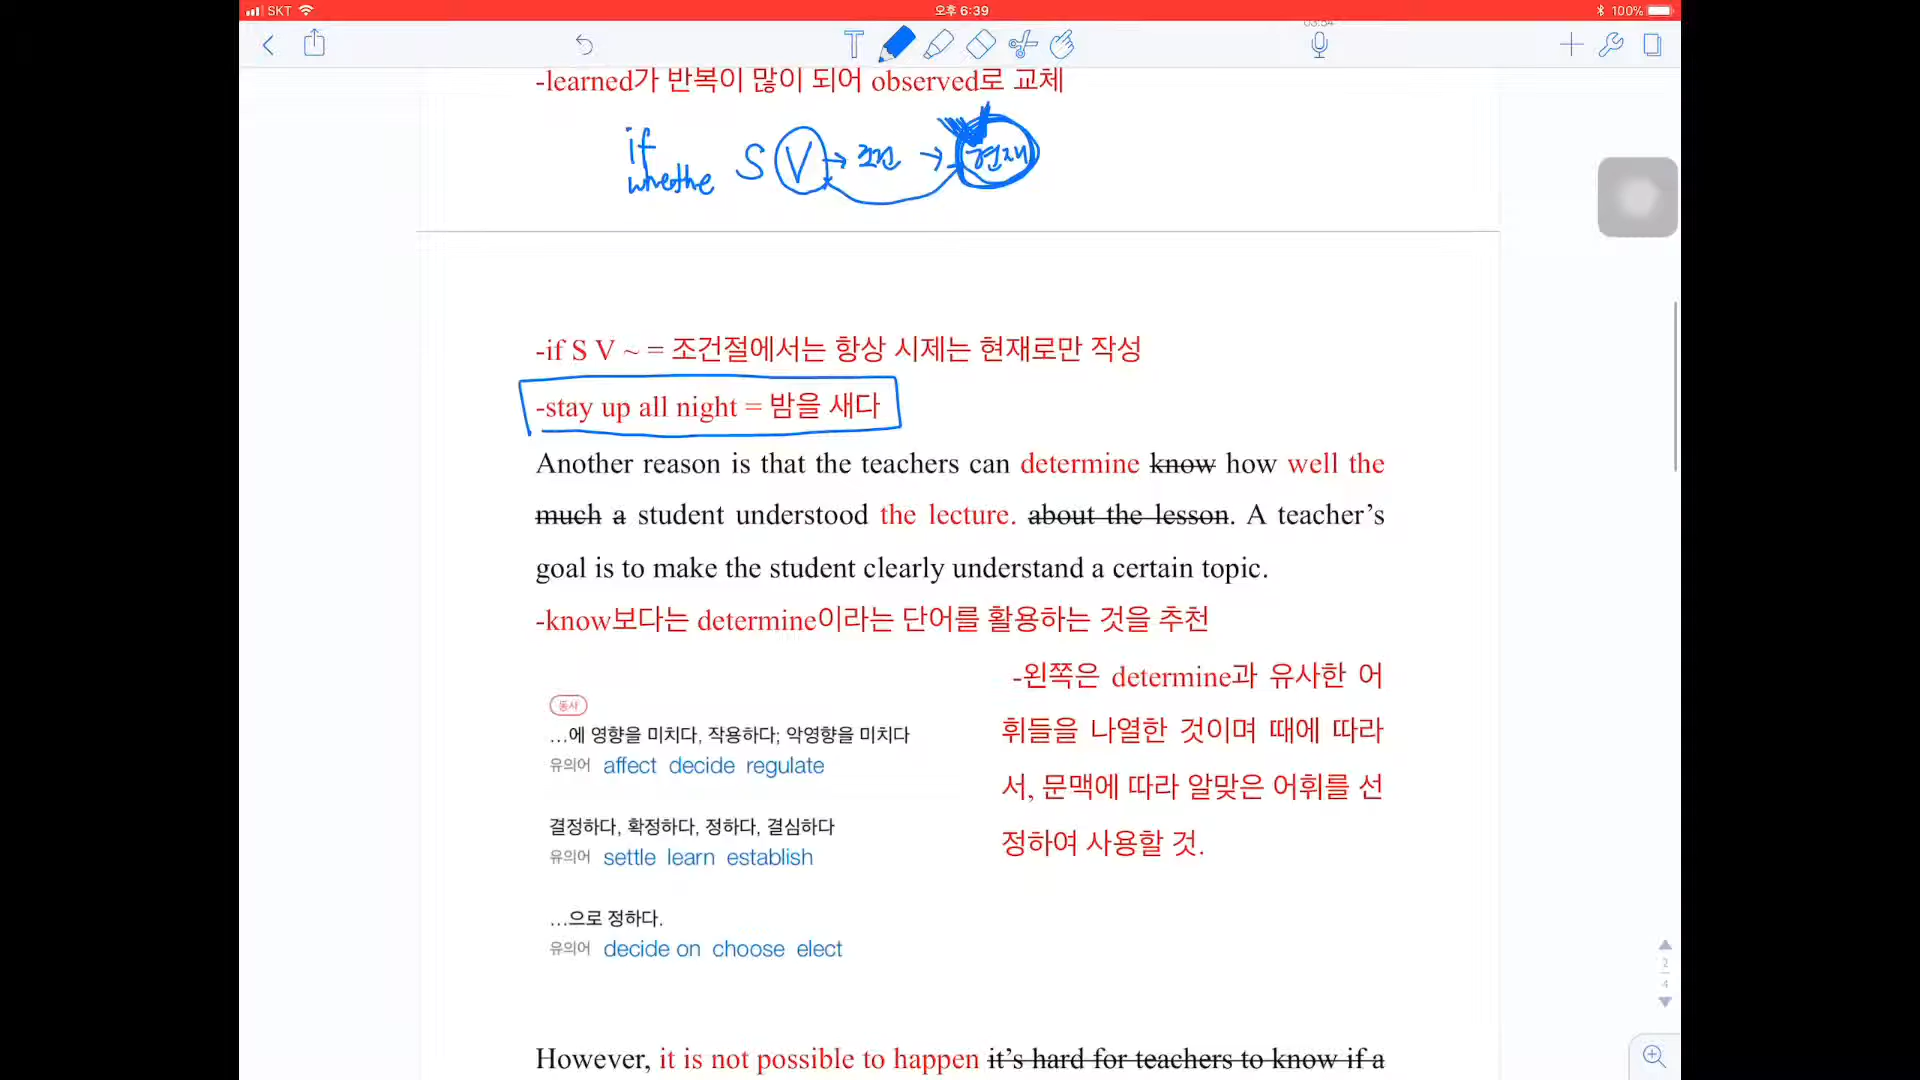 SKT 오후 6:39 100%
03:54
T
-learned가 반복이 많이 되어 observed로 교체
if
whethe S V → 조건 → 현재
-if S V ~ = 조건절에서는 항상 시제는 현재로만 작성
-stay up all night = 밤을 새다
Another reason is that the teachers can determine know how well the
much a student understood the lecture. about the lesson. A teacher’s
goal is to make the student clearly understand a certain topic.
-know보다는 determine이라는 단어를 활용하는 것을 추천
-왼쪽은 determine과 유사한 어
휘들을 나열한 것이며 때에 따라
서, 문맥에 따라 알맞은 어휘를 선
정하여 사용할 것.
동사
…에 영향을 미치다, 작용하다; 악영향을 미치다
유의어 affect decide regulate
결정하다, 확정하다, 정하다, 결심하다
유의어 settle learn establish
…으로 정하다.
유의어 decide on choose elect
2
4
However, it is not possible to happen it’s hard for teachers to know if a